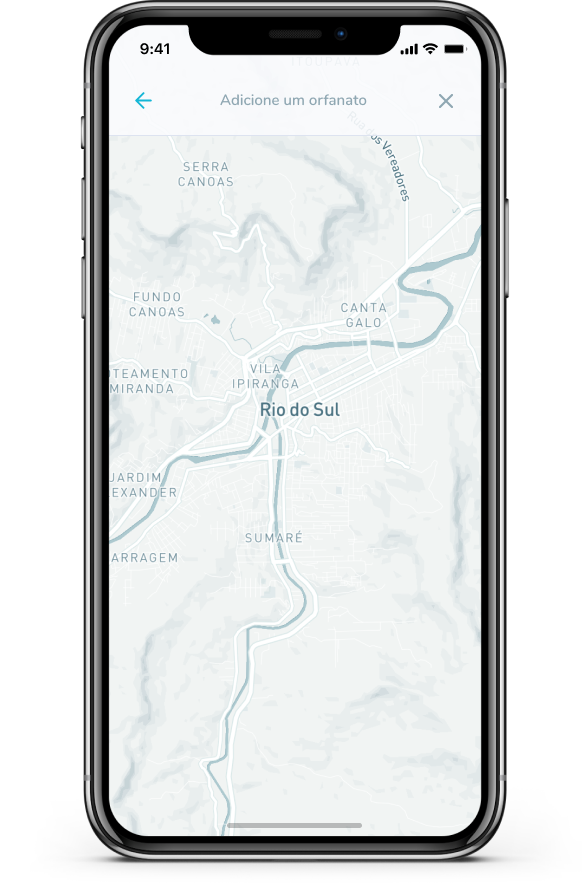 9:41
ITOUPAVA
Adicione um orfanato
Rua dos Vereadores
SERRA
CANOAS
FUNDO
CANOAS
CANTA
GALO
VILA
IPIRANGA
TEAMENTO
MIRANDA
Rio do Sul
JARDIM
EXANDER
SUMARÉ
ARRAGEM